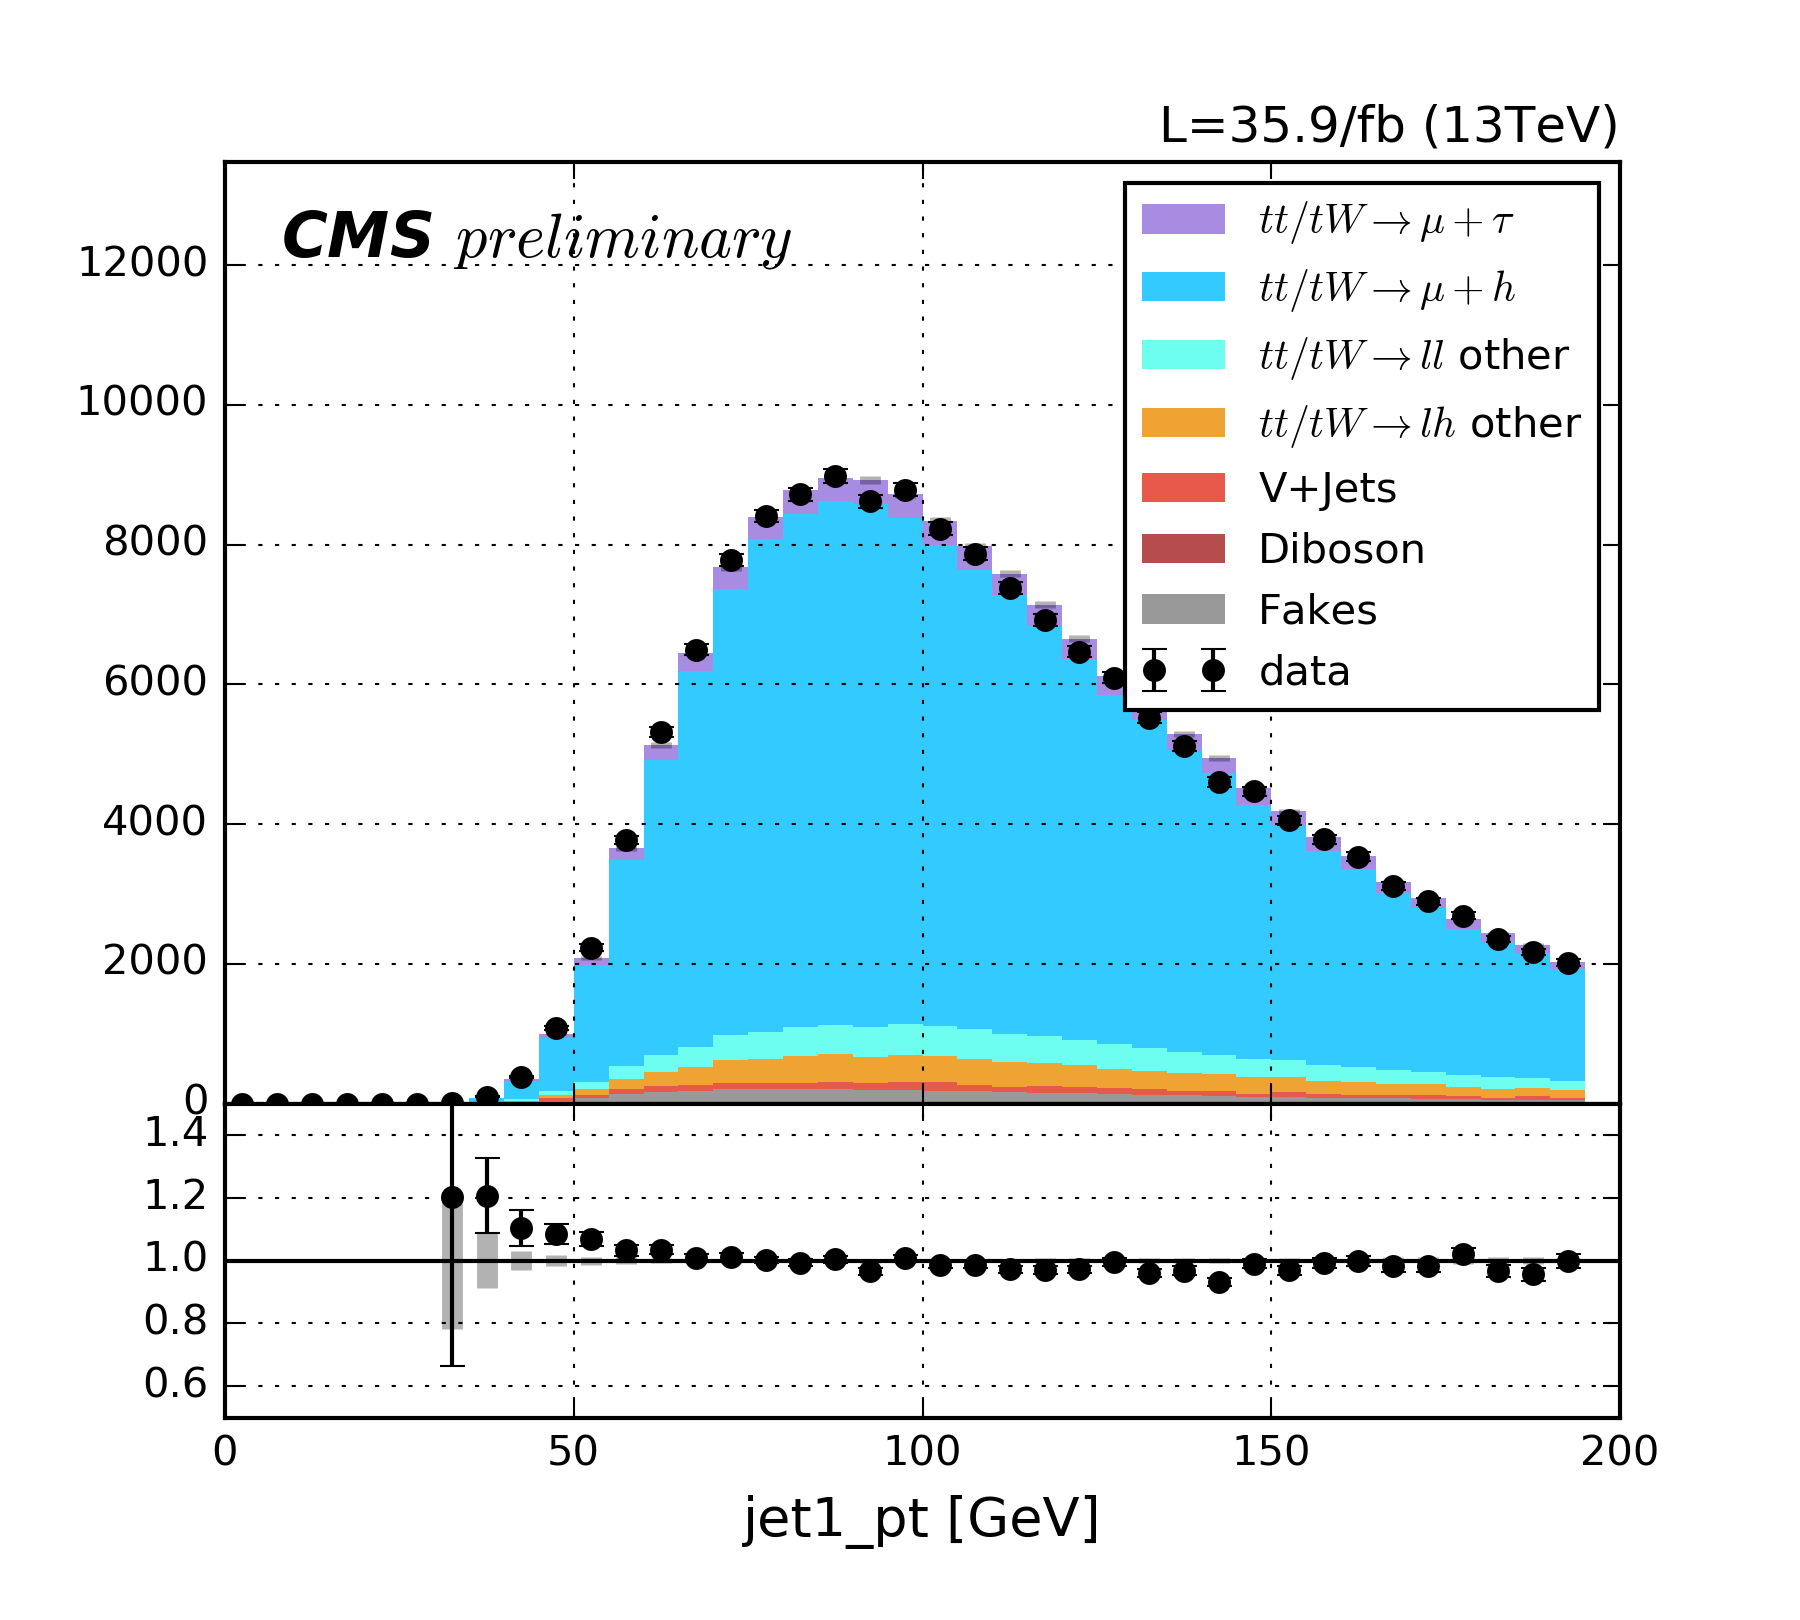 L=35.9/fb (13TeV)
CMS preliminary
tt/tW→μ+τ
tt/tW→μ+h
tt/tW→ll other
tt/tW→lh other
V+Jets
Diboson
Fakes
data
12000
10000
8000
6000
4000
2000
0
1.4
1.2
1.0
0.8
0.6
0 50 100 150 200
jet1_pt [GeV]